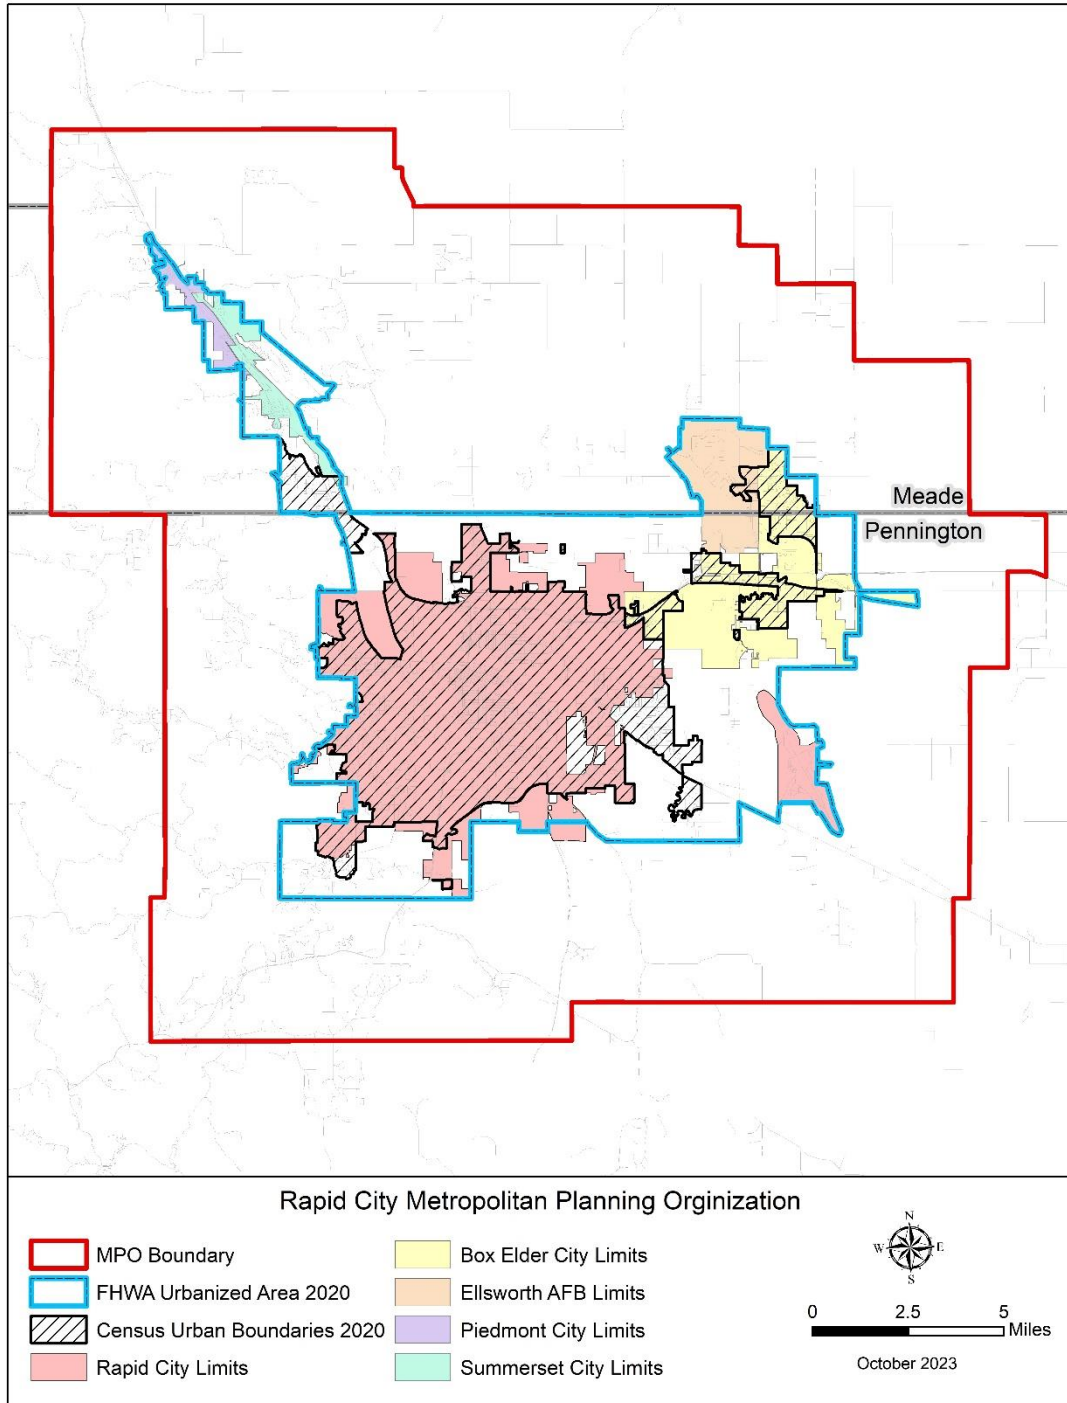 Meade
Pennington
Rapid City Metropolitan Planning Orginization
MPO Boundary
FHWA Urbanized Area 2020
Census Urban Boundaries 2020
Rapid City Limits
Box Elder City Limits
Ellsworth AFB Limits
Piedmont City Limits
Summerset City Limits
N
W E
S
0 2.5 5
Miles
October 2023